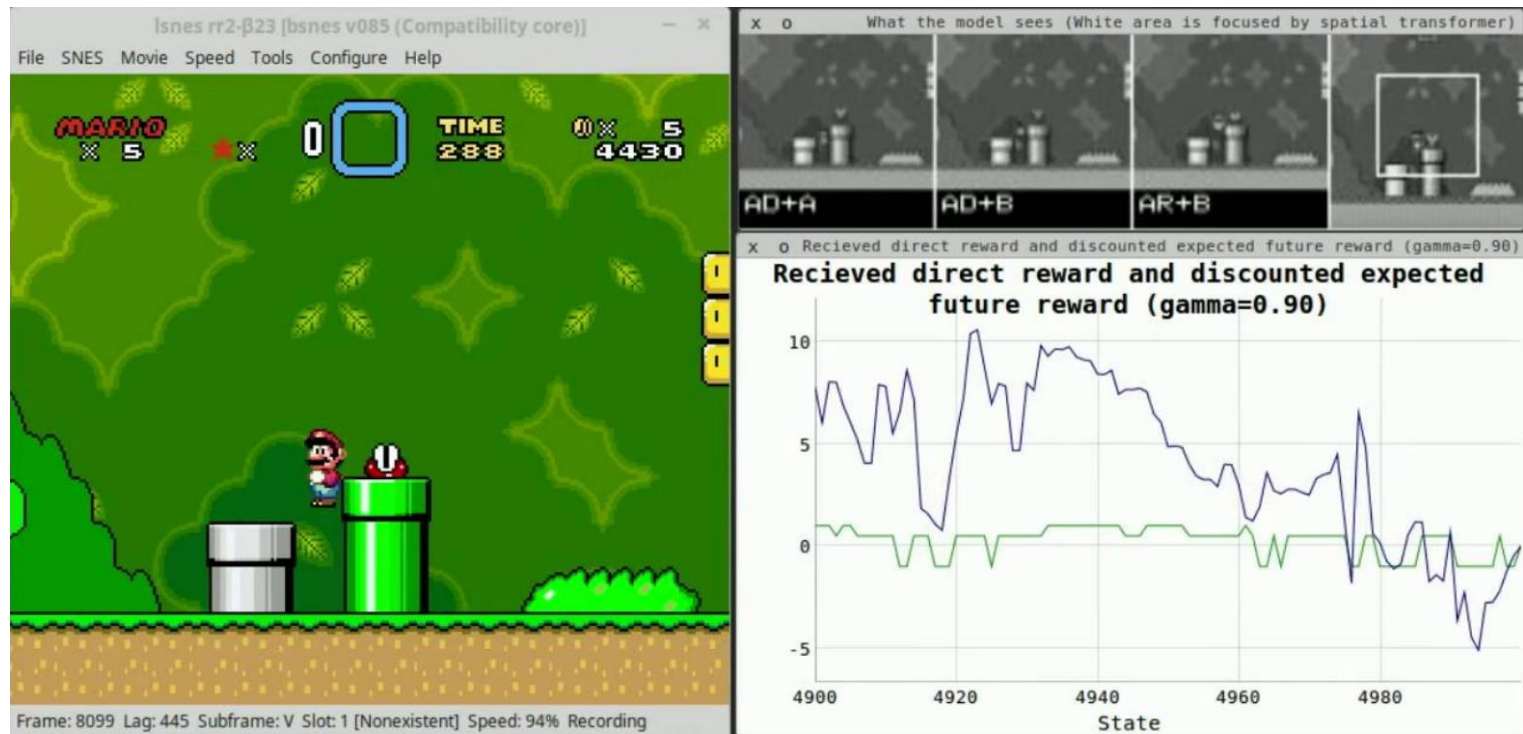 lsnes rr2-β23 [bsnes v085 (Compatibility core)]
File SNES Movie Speed Tools Configure Help
MARIO
x 5
★x 0
TIME
288
x 5
4430
Frame: 8099 Lag: 445 Subframe: V Slot: 1 [Nonexistent] Speed: 94% Recording
x o What the model sees (White area is focused by spatial transformer)
AD+A
AD+B
AR+B
x o Recieved direct reward and discounted expected future reward (gamma=0.90)
Recieved direct reward and discounted expected
future reward (gamma=0.90)
10
5
0
-5
4900 4920 4940 4960 4980
State